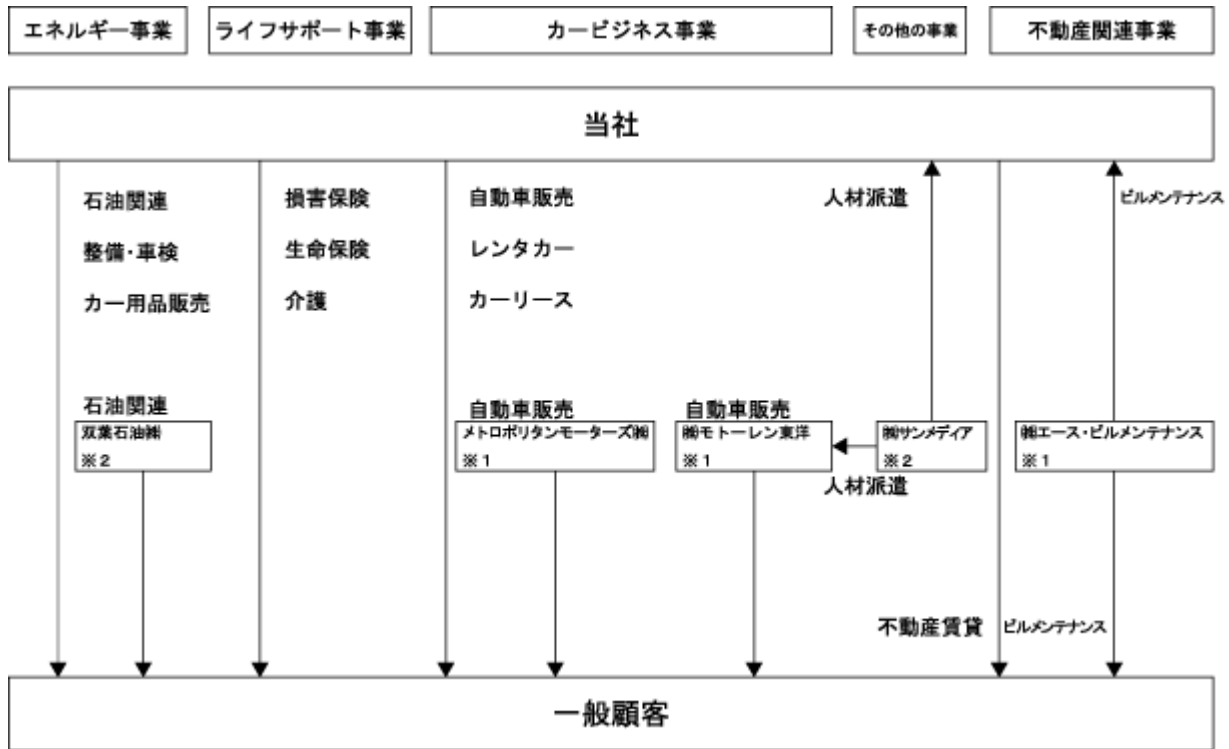 エネルギー事業
ライフサポート事業
カービジネス事業
その他の事業
不動産関連事業
当社
石油関連
整備・車検
カー用品販売
損害保険
生命保険
介護
自動車販売
レンタカー
カーリース
人材派遣
ビルメンテナンス
石油関連
双葉石油㈱
※2
自動車販売
メトロポリタンモーターズ㈱
※1
自動車販売
㈱モトーレン東洋
※1
㈱サンメディア
※2
人材派遣
㈱エース・ビルメンテナンス
※1
不動産賃貸
ビルメンテナンス
一般顧客